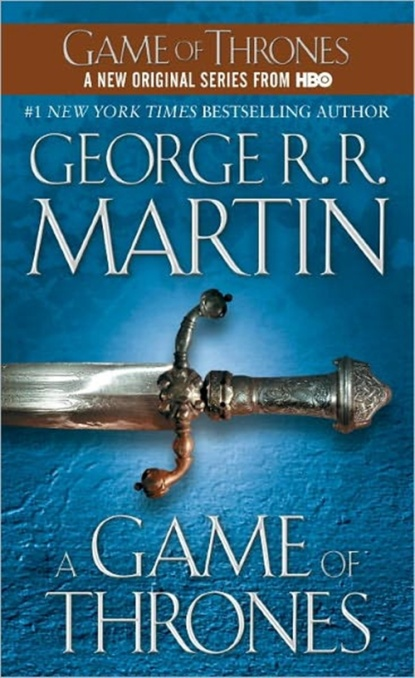 GAME OF THRONES
A NEW ORIGINAL SERIES FROM HBO
#1 NEW YORK TIMES BESTSELLING AUTHOR
GEORGE R. R.
MARTIN
A GAME OF
THRONES